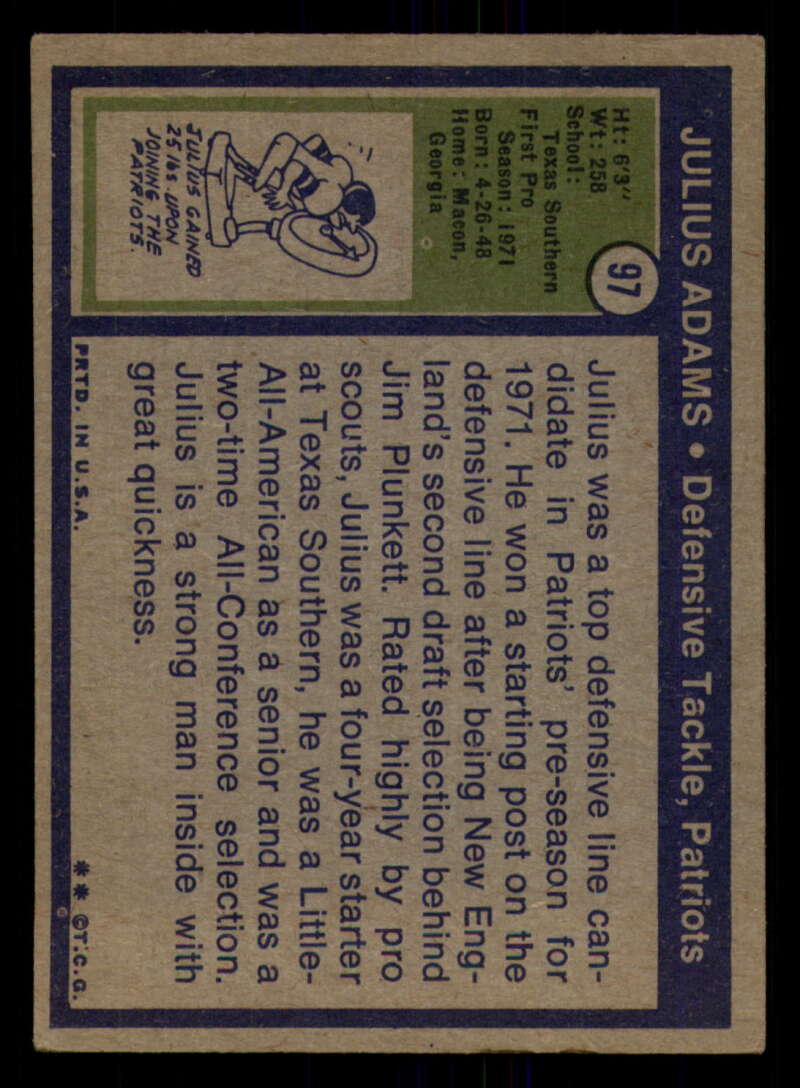 JULIUS ADAMS • Defensive Tackle, Patriots
97
Ht: 6'3"
Wt: 258
School:
Texas Southern
First Pro
Season: 1971
Born: 4-26-48
Home: Macon,
Georgia
JULIUS GAINED
25 lbs. UPON
JOINING THE
PATRIOTS.
Julius was a top defensive line can-
didate in Patriots' pre-season for
1971. He won a starting post on the
defensive line after being New Eng-
land's second draft selection behind
Jim Plunkett. Rated highly by pro
scouts, Julius was a four-year starter
at Texas Southern, he was a Little-
All-American as a senior and was a
two-time All-Conference selection.
Julius is a strong man inside with
great quickness.
PRTD. IN U.S.A.
** ©T.C.G.